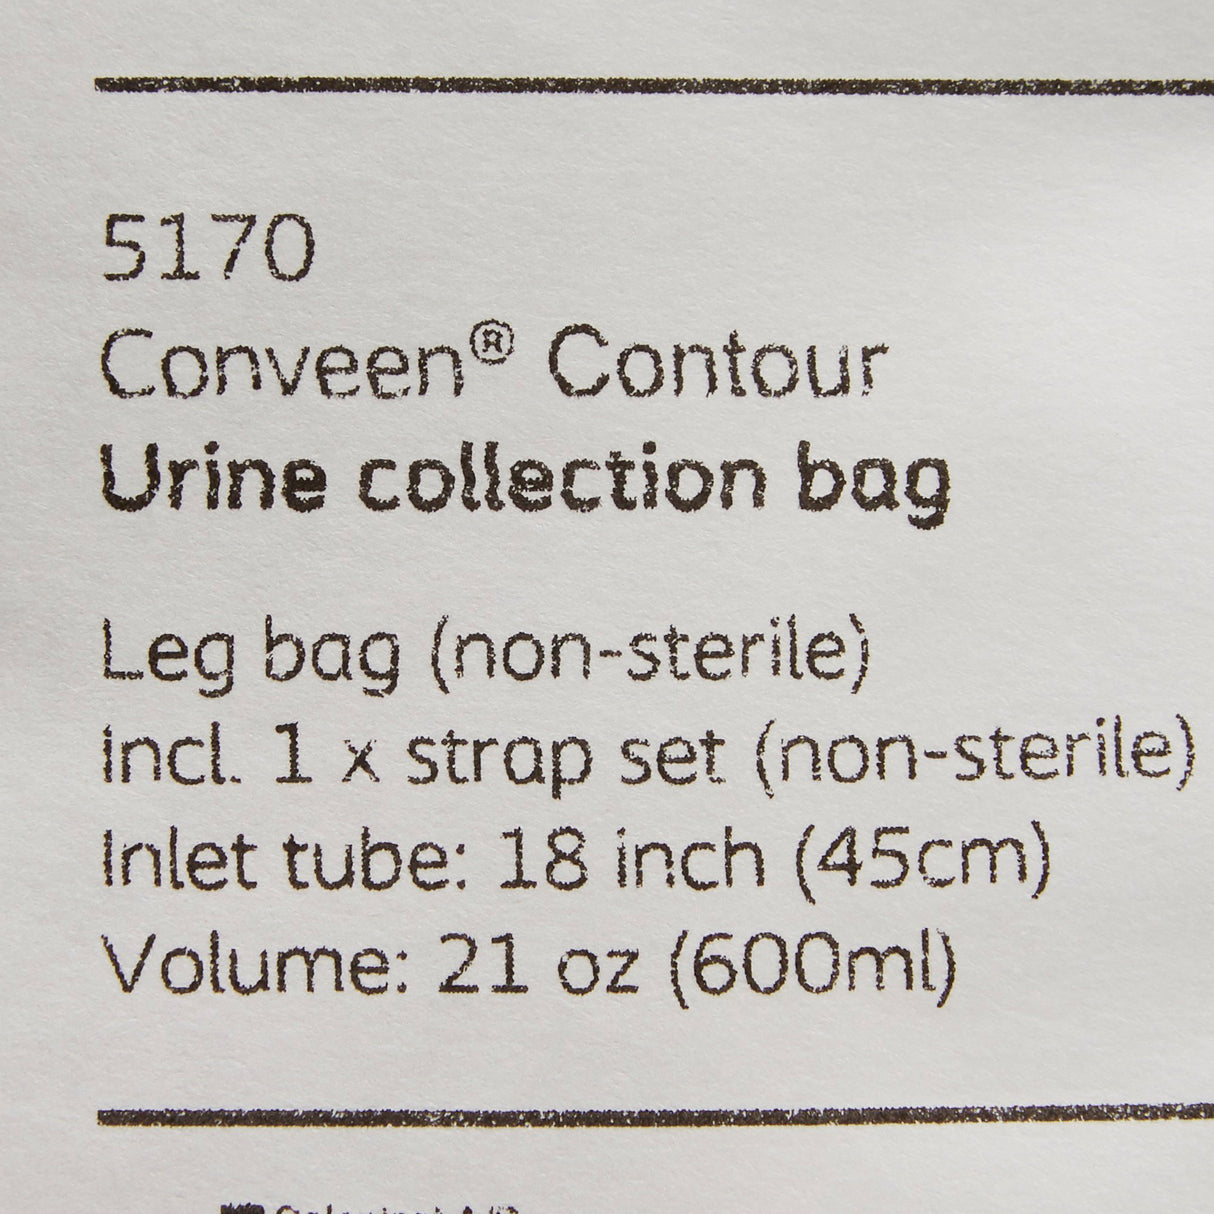 5170
Conveen® Contour
Urine collection bag
Leg bag (non-sterile)
incl. 1 x strap set (non-sterile)
Inlet tube: 18 inch (45cm)
Volume: 21 oz (600ml)